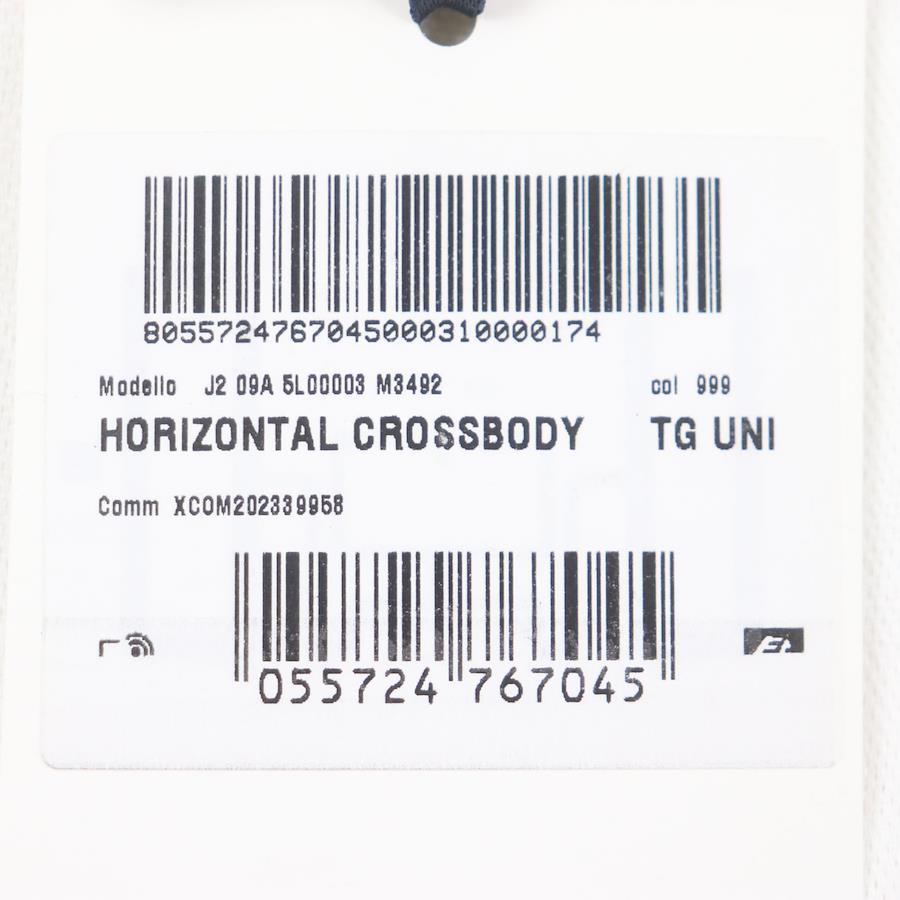 8055724767045000310000174
Modello J2 09A 5L00003 M3492 col 999
HORIZONTAL CROSSBODY TG UNI
Comm XCOM202339958
055724 767045